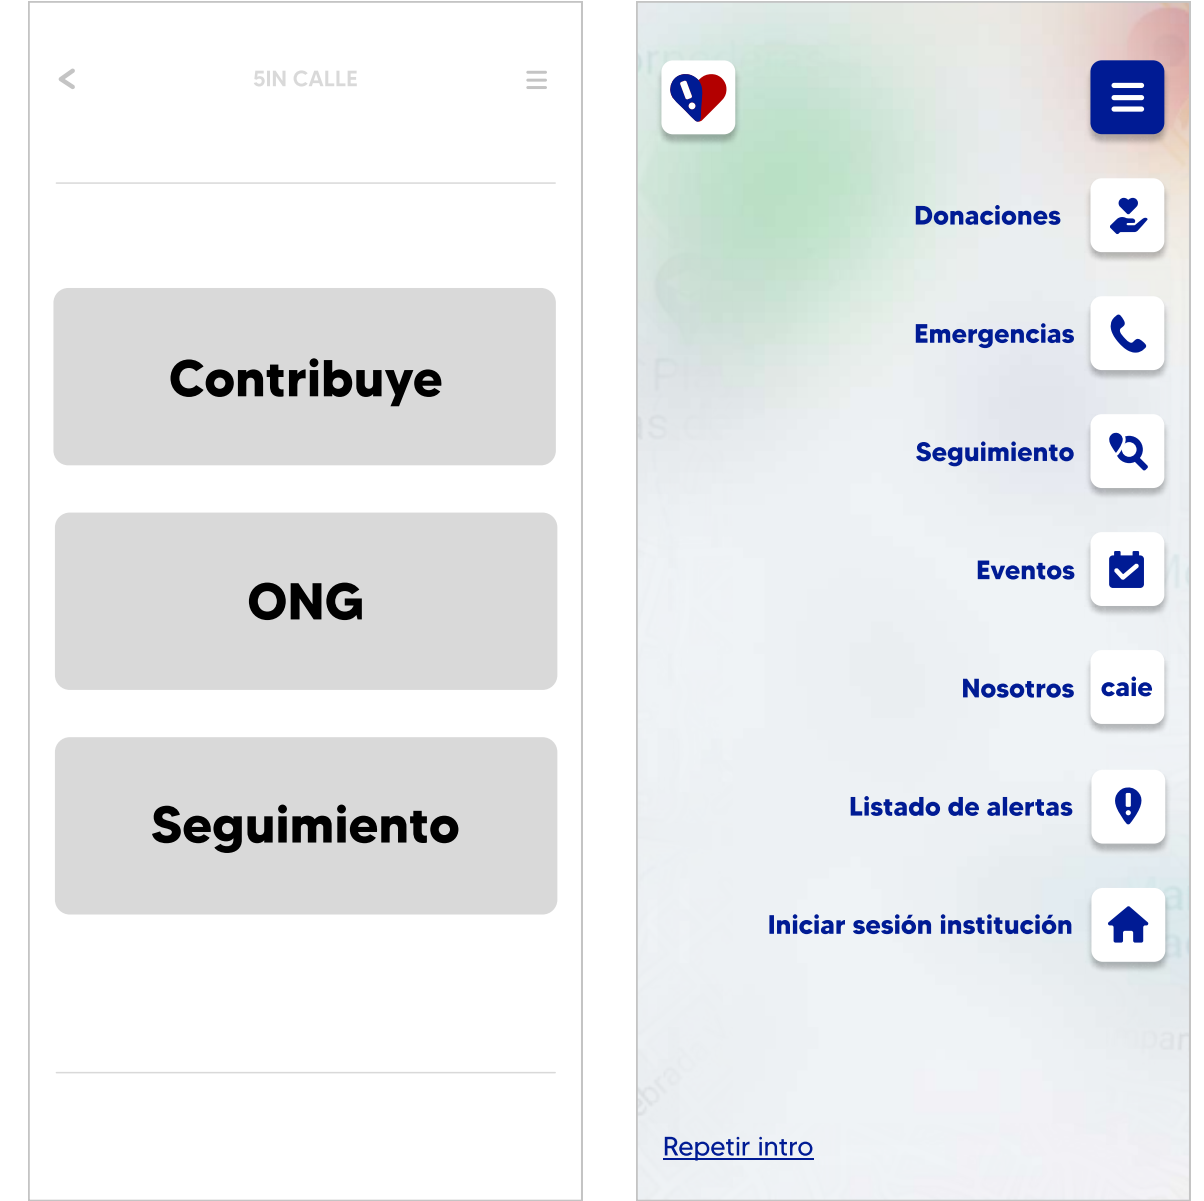 5IN CALLE
Contribuye
ONG
Seguimiento
Donaciones
Emergencias
Seguimiento
Eventos
Nosotros
caie
Listado de alertas
Iniciar sesión institución
Repetir intro